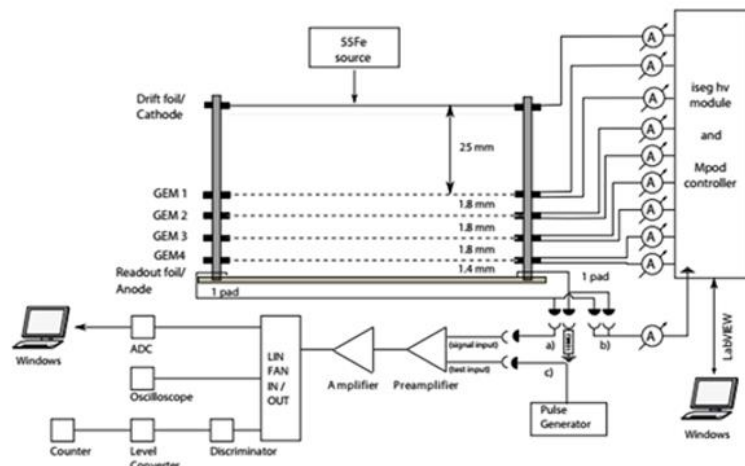 55Fe
source
Drift foil/
Cathode
25 mm
GEM 1
1.8 mm
GEM 2
1.8 mm
GEM 3
1.8 mm
GEM4
1.4 mm
Readout foil/
Anode
1 pad
1 pad
A
A
A
A
A
A
A
A
A
A
iseg hv
module
and
Mpod
controller
LabVIEW
Windows
a)
b)
c)
(signal input)
(test input)
Pulse
Generator
Preamplifier
Amplifier
LIN
FAN
IN /
OUT
ADC
Windows
Oscilloscope
Counter
Level
Converter
Discriminator